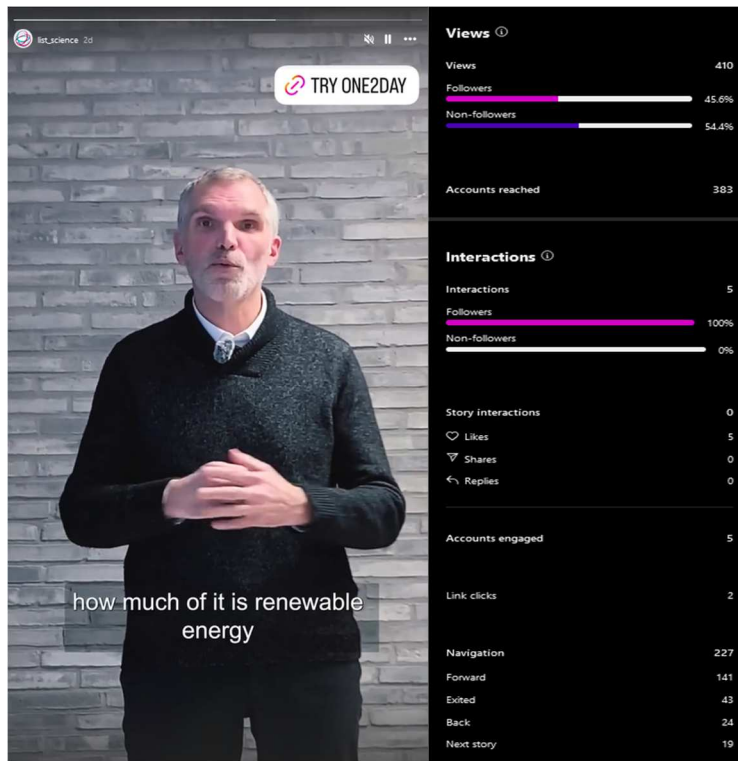 list_science 2d
TRY ONE2DAY
how much of it is renewable
energy
Views
Views 410
Followers
45.6%
Non-followers
54.4%
Accounts reached 383
Interactions
Interactions 5
Followers
100%
Non-followers
0%
Story interactions 0
Likes 5
Shares 0
Replies 0
Accounts engaged 5
Link clicks 2
Navigation 227
Forward 141
Exited 43
Back 24
Next story 19